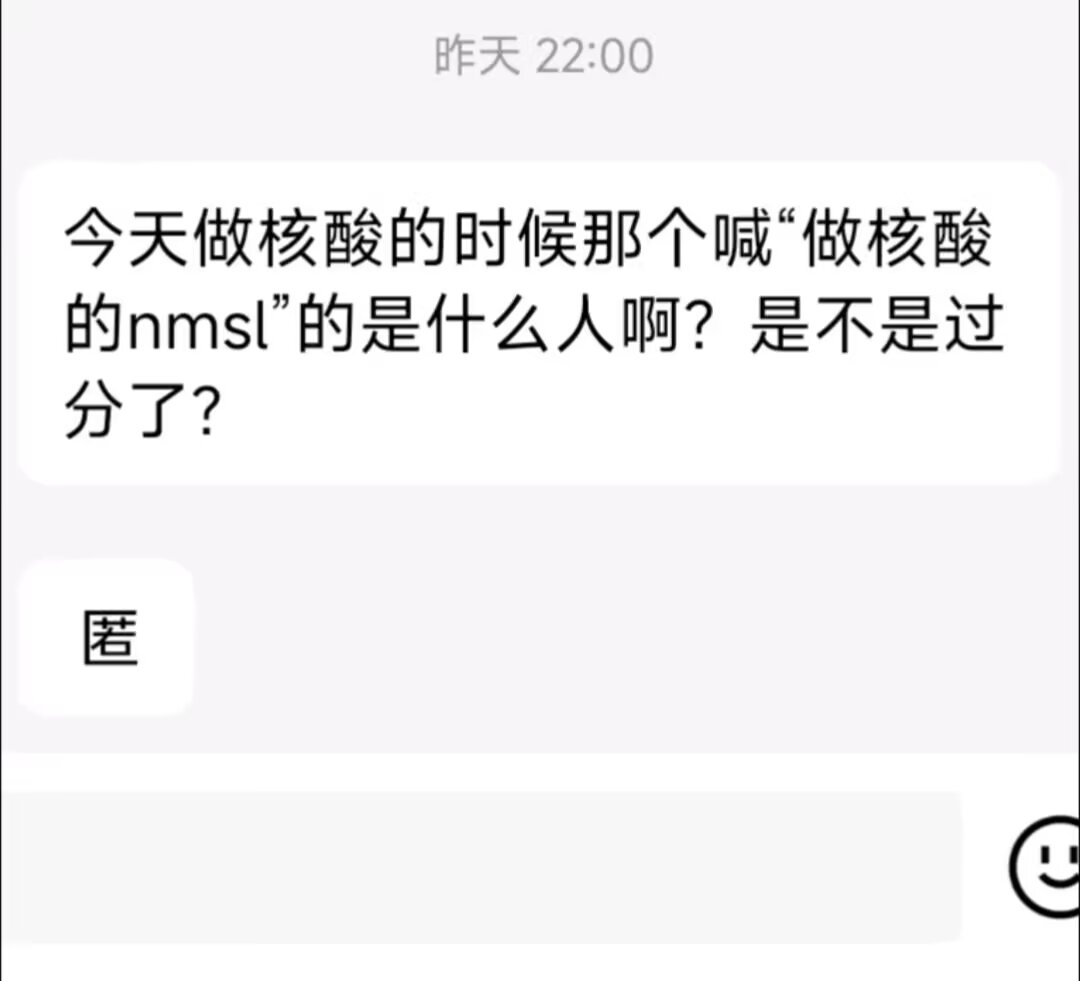 昨天 22:00
今天做核酸的时候那个喊“做核酸
的nmsl”的是什么人啊？是不是过
分了？
匿